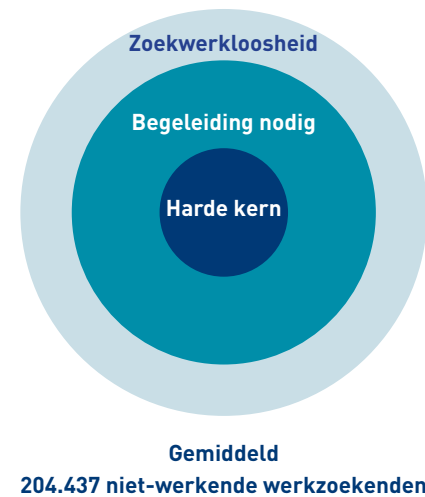 Zoekwerkloosheid
Begeleiding nodig
Harde kern
Gemiddeld
204.437 niet-werkende werkzoekenden